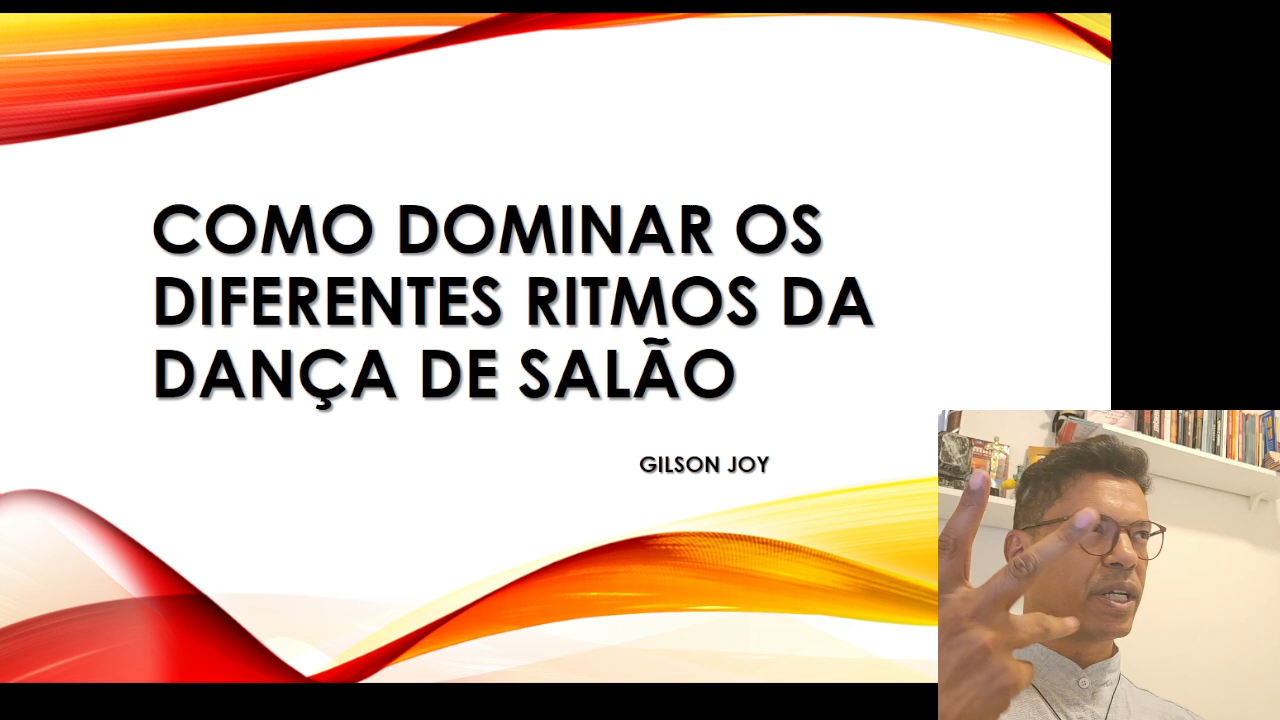 COMO DOMINAR OS
DIFERENTES RITMOS DA
DANÇA DE SALÃO
GILSON JOY